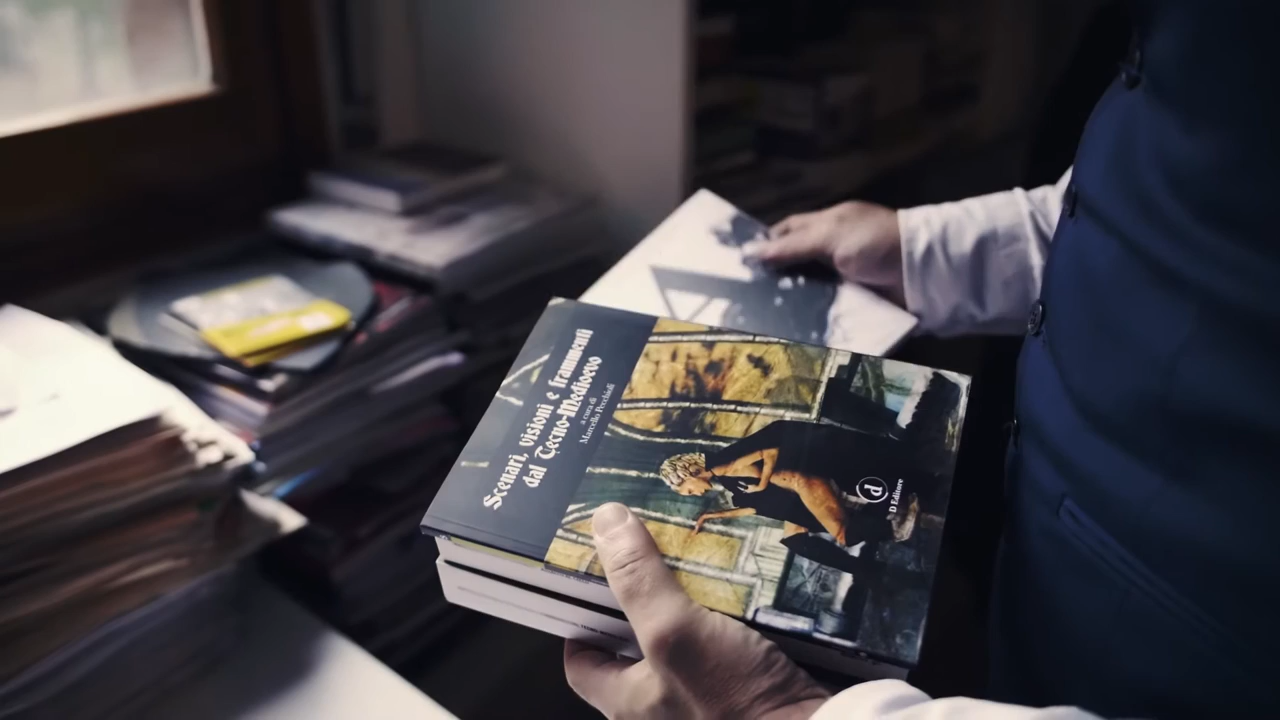 Scenari, visioni e frammenti
dal Tecno-Medioevo
a cura di
Marcello Pecchioli
d
D Editore